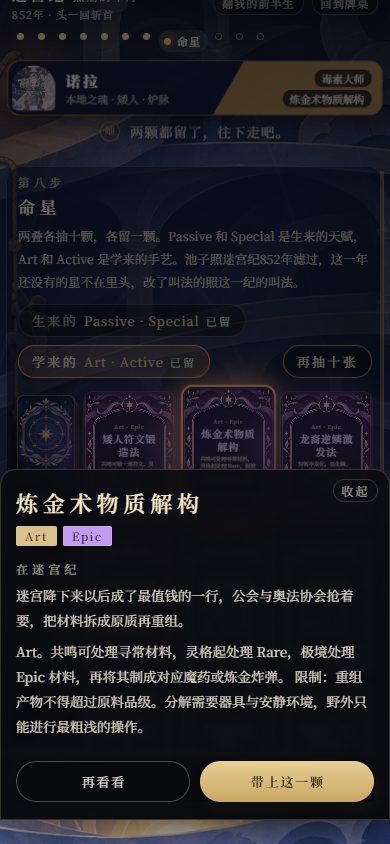 翻我的前半生
回到牌桌
852年 · 头一回斩首
命星
诺拉
本地之魂 · 矮人 · 炉脉
毒素大师
炼金术物质解构
两颗都留了，往下走吧。
第八步
命星
两叠各抽十颗，各留一颗。Passive 和 Special 是生来的天赋，
Art 和 Active 是学来的手艺。池子照迷宫纪852年滤过，这一年
还没有的星不在里头，改了叫法的照这一纪的叫法。
生来的 Passive · Special 已留
学来的 Art · Active 已留
再抽十张
Art · Epic
矮人符文锻
造法
Art · Epic
炼金术物质
解构
Art · Epic
龙裔逆鳞激
发法
收起
炼金术物质解构
Art
Epic
在迷宫纪
迷宫降下来以后成了最值钱的一行，公会与奥法协会抢着
要，把材料拆成原质再重组。
Art。共鸣可处理寻常材料，灵格起处理 Rare，极境处理
Epic 材料，再将其制成对应魔药或炼金炸弹。 限制：重组
产物不得超过原料品级。分解需要器具与安静环境，野外只
能进行最粗浅的操作。
再看看
带上这一颗